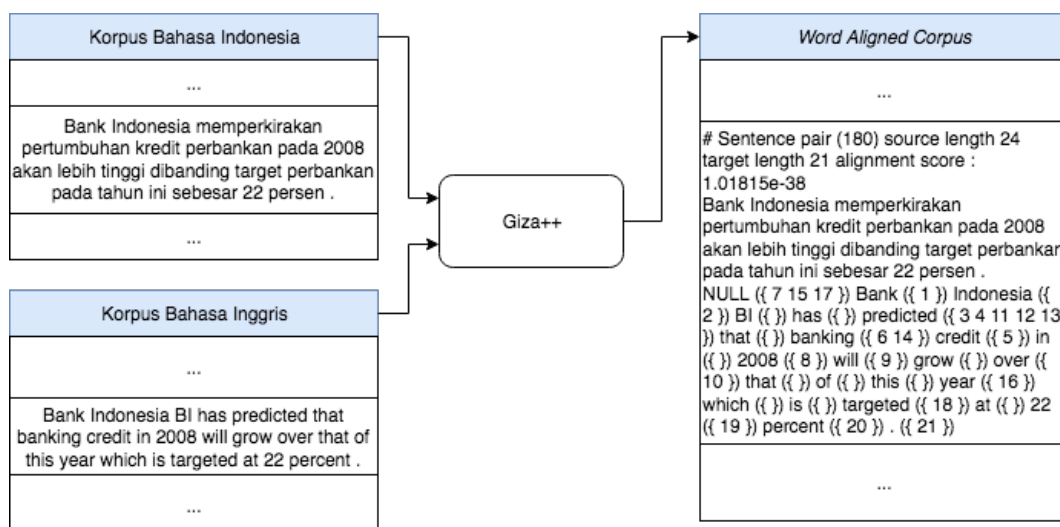 Korpus Bahasa Indonesia
...
Bank Indonesia memperkirakan
pertumbuhan kredit perbankan pada 2008
akan lebih tinggi dibanding target perbankan
pada tahun ini sebesar 22 persen .
...
Korpus Bahasa Inggris
...
Bank Indonesia BI has predicted that
banking credit in 2008 will grow over that of
this year which is targeted at 22 percent .
...
Giza++
Word Aligned Corpus
...
# Sentence pair (180) source length 24
target length 21 alignment score :
1.01815e-38
Bank Indonesia memperkirakan
pertumbuhan kredit perbankan pada 2008
akan lebih tinggi dibanding target perbankan
pada tahun ini sebesar 22 persen .
NULL ({ 7 15 17 }) Bank ({ 1 }) Indonesia ({
2 }) BI ({ }) has ({ }) predicted ({ 3 4 11 12 13
}) that ({ }) banking ({ 6 14 }) credit ({ 5 }) in
({ }) 2008 ({ 8 }) will ({ 9 }) grow ({ }) over ({
10 }) that ({ }) of ({ }) this ({ }) year ({ 16 })
which ({ }) is ({ }) targeted ({ 18 }) at ({ }) 22
({ 19 }) percent ({ 20 }) . ({ 21 })
...